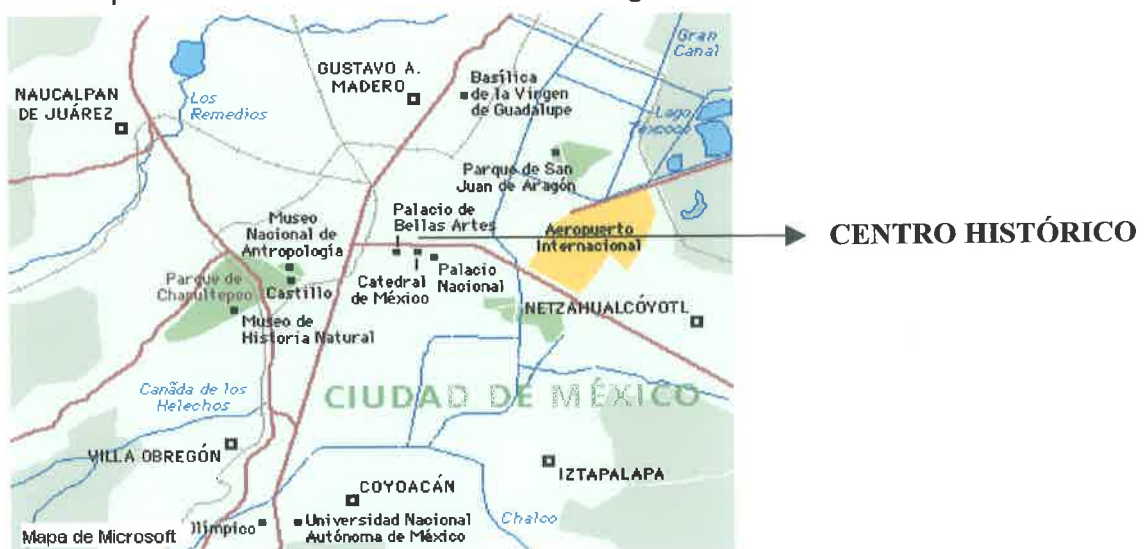 Gran
Canal
GUSTAVO A.
MADERO
Basílica
de la Virgen
de Guadalupe
NAUCALPAN
DE JUÁREZ
Los
Remedios
Lago
Texcoco
Parque de San
Juan de Aragón
Museo
Nacional de
Antropología
Palacio de
Bellas Artes
Aeropuerto
Internacional
CENTRO HISTÓRICO
Parque de
Chapultepec
Castillo
Catedral
de México
Palacio
Nacional
Museo de
Historia Natural
NETZAHUALCÓYOTL
Canãda de los
Helechos
CIUDAD DE MÉXICO
VILLA OBREGÓN
IZTAPALAPA
COYOACÁN
Mapa de Microsoft
Olímpico
Universidad Nacional
Autónoma de México
Chalco